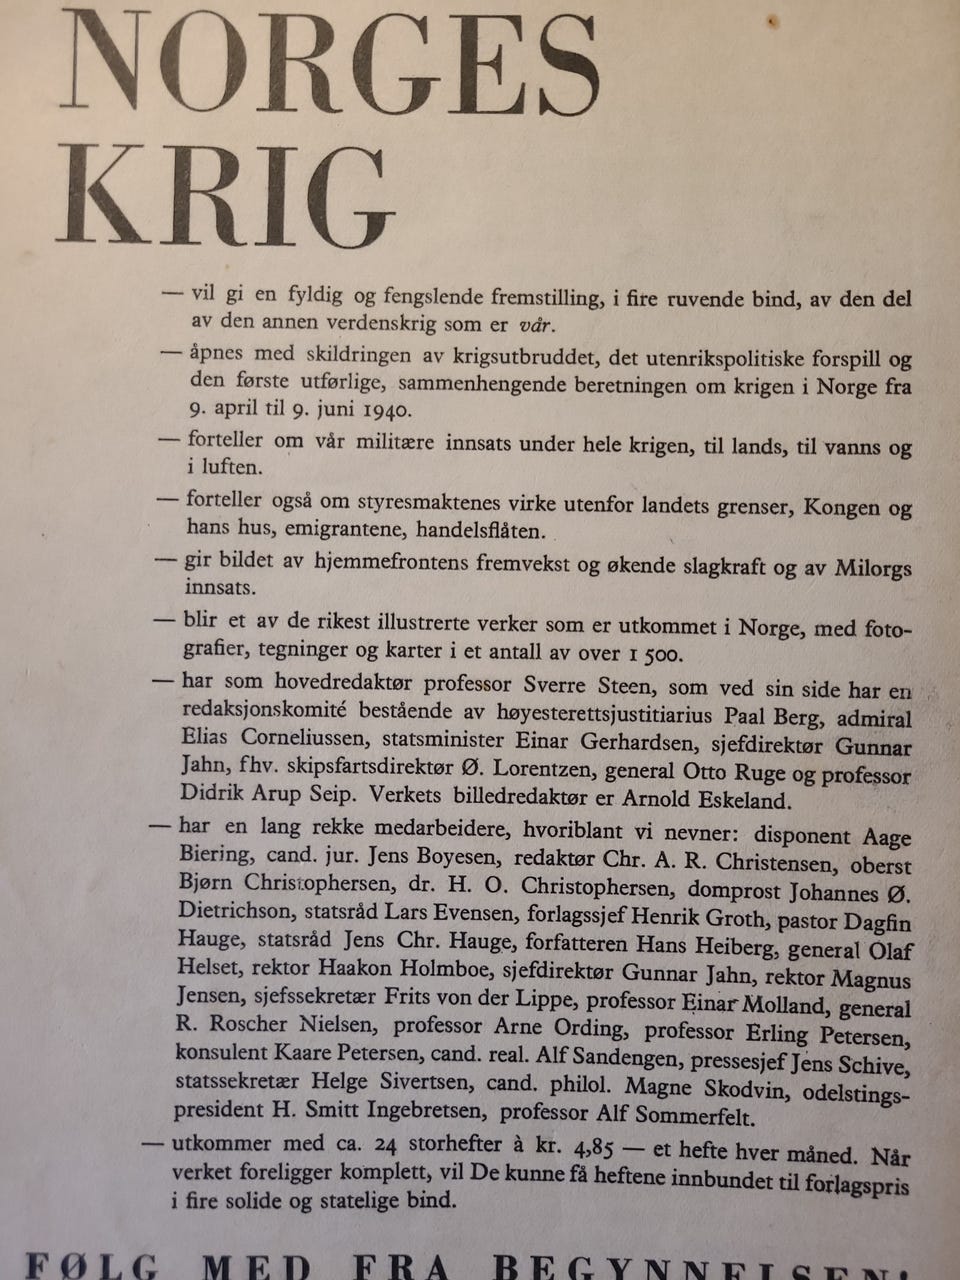 NORGES
KRIG
— vil gi en fyldig og fengslende fremstilling, i fire ruvende bind, av den del
av den annen verdenskrig som er vår.
— åpnes med skildringen av krigsutbruddet, det utenrikspolitiske forspill og
den første utførlige, sammenhengende beretningen om krigen i Norge fra
9. april til 9. juni 1940.
— forteller om vår militære innsats under hele krigen, til lands, til vanns og
i luften.
— forteller også om styresmaktenes virke utenfor landets grenser, Kongen og
hans hus, emigrantene, handelsflåten.
— gir bildet av hjemmefrontens fremvekst og økende slagkraft og av Milorgs
innsats.
— blir et av de rikest illustrerte verker som er utkommet i Norge, med foto-
grafier, tegninger og karter i et antall av over 1 500.
— har som hovedredaktør professor Sverre Steen, som ved sin side har en
redaksjonskomité bestående av høyesterettsjustitiarius Paal Berg, admiral
Elias Corneliussen, statsminister Einar Gerhardsen, sjefdirektør Gunnar
Jahn, fhv. skipsfartsdirektør Ø. Lorentzen, general Otto Ruge og professor
Didrik Arup Seip. Verkets billedredaktør er Arnold Eskeland.
— har en lang rekke medarbeidere, hvoriblant vi nevner: disponent Aage
Biering, cand. jur. Jens Boyesen, redaktør Chr. A. R. Christensen, oberst
Bjørn Christophersen, dr. H. O. Christophersen, domprost Johannes Ø.
Dietrichson, statsråd Lars Evensen, forlagssjef Henrik Groth, pastor Dagfin
Hauge, statsråd Jens Chr. Hauge, forfatteren Hans Heiberg, general Olaf
Helset, rektor Haakon Holmboe, sjefdirektør Gunnar Jahn, rektor Magnus
Jensen, sjefssekretær Frits von der Lippe, professor Einar Molland, general
R. Roscher Nielsen, professor Arne Ording, professor Erling Petersen,
konsulent Kaare Petersen, cand. real. Alf Sandengen, pressesjef Jens Schive,
statssekretær Helge Sivertsen, cand. philol. Magne Skodvin, odelstings-
president H. Smitt Ingebretsen, professor Alf Sommerfelt.
— utkommer med ca. 24 storhefter à kr. 4,85 — et hefte hver måned. Når
verket foreligger komplett, vil De kunne få heftene innbundet til forlagspris
i fire solide og statelige bind.
FØLG MED FRA BEGYNNELSEN!